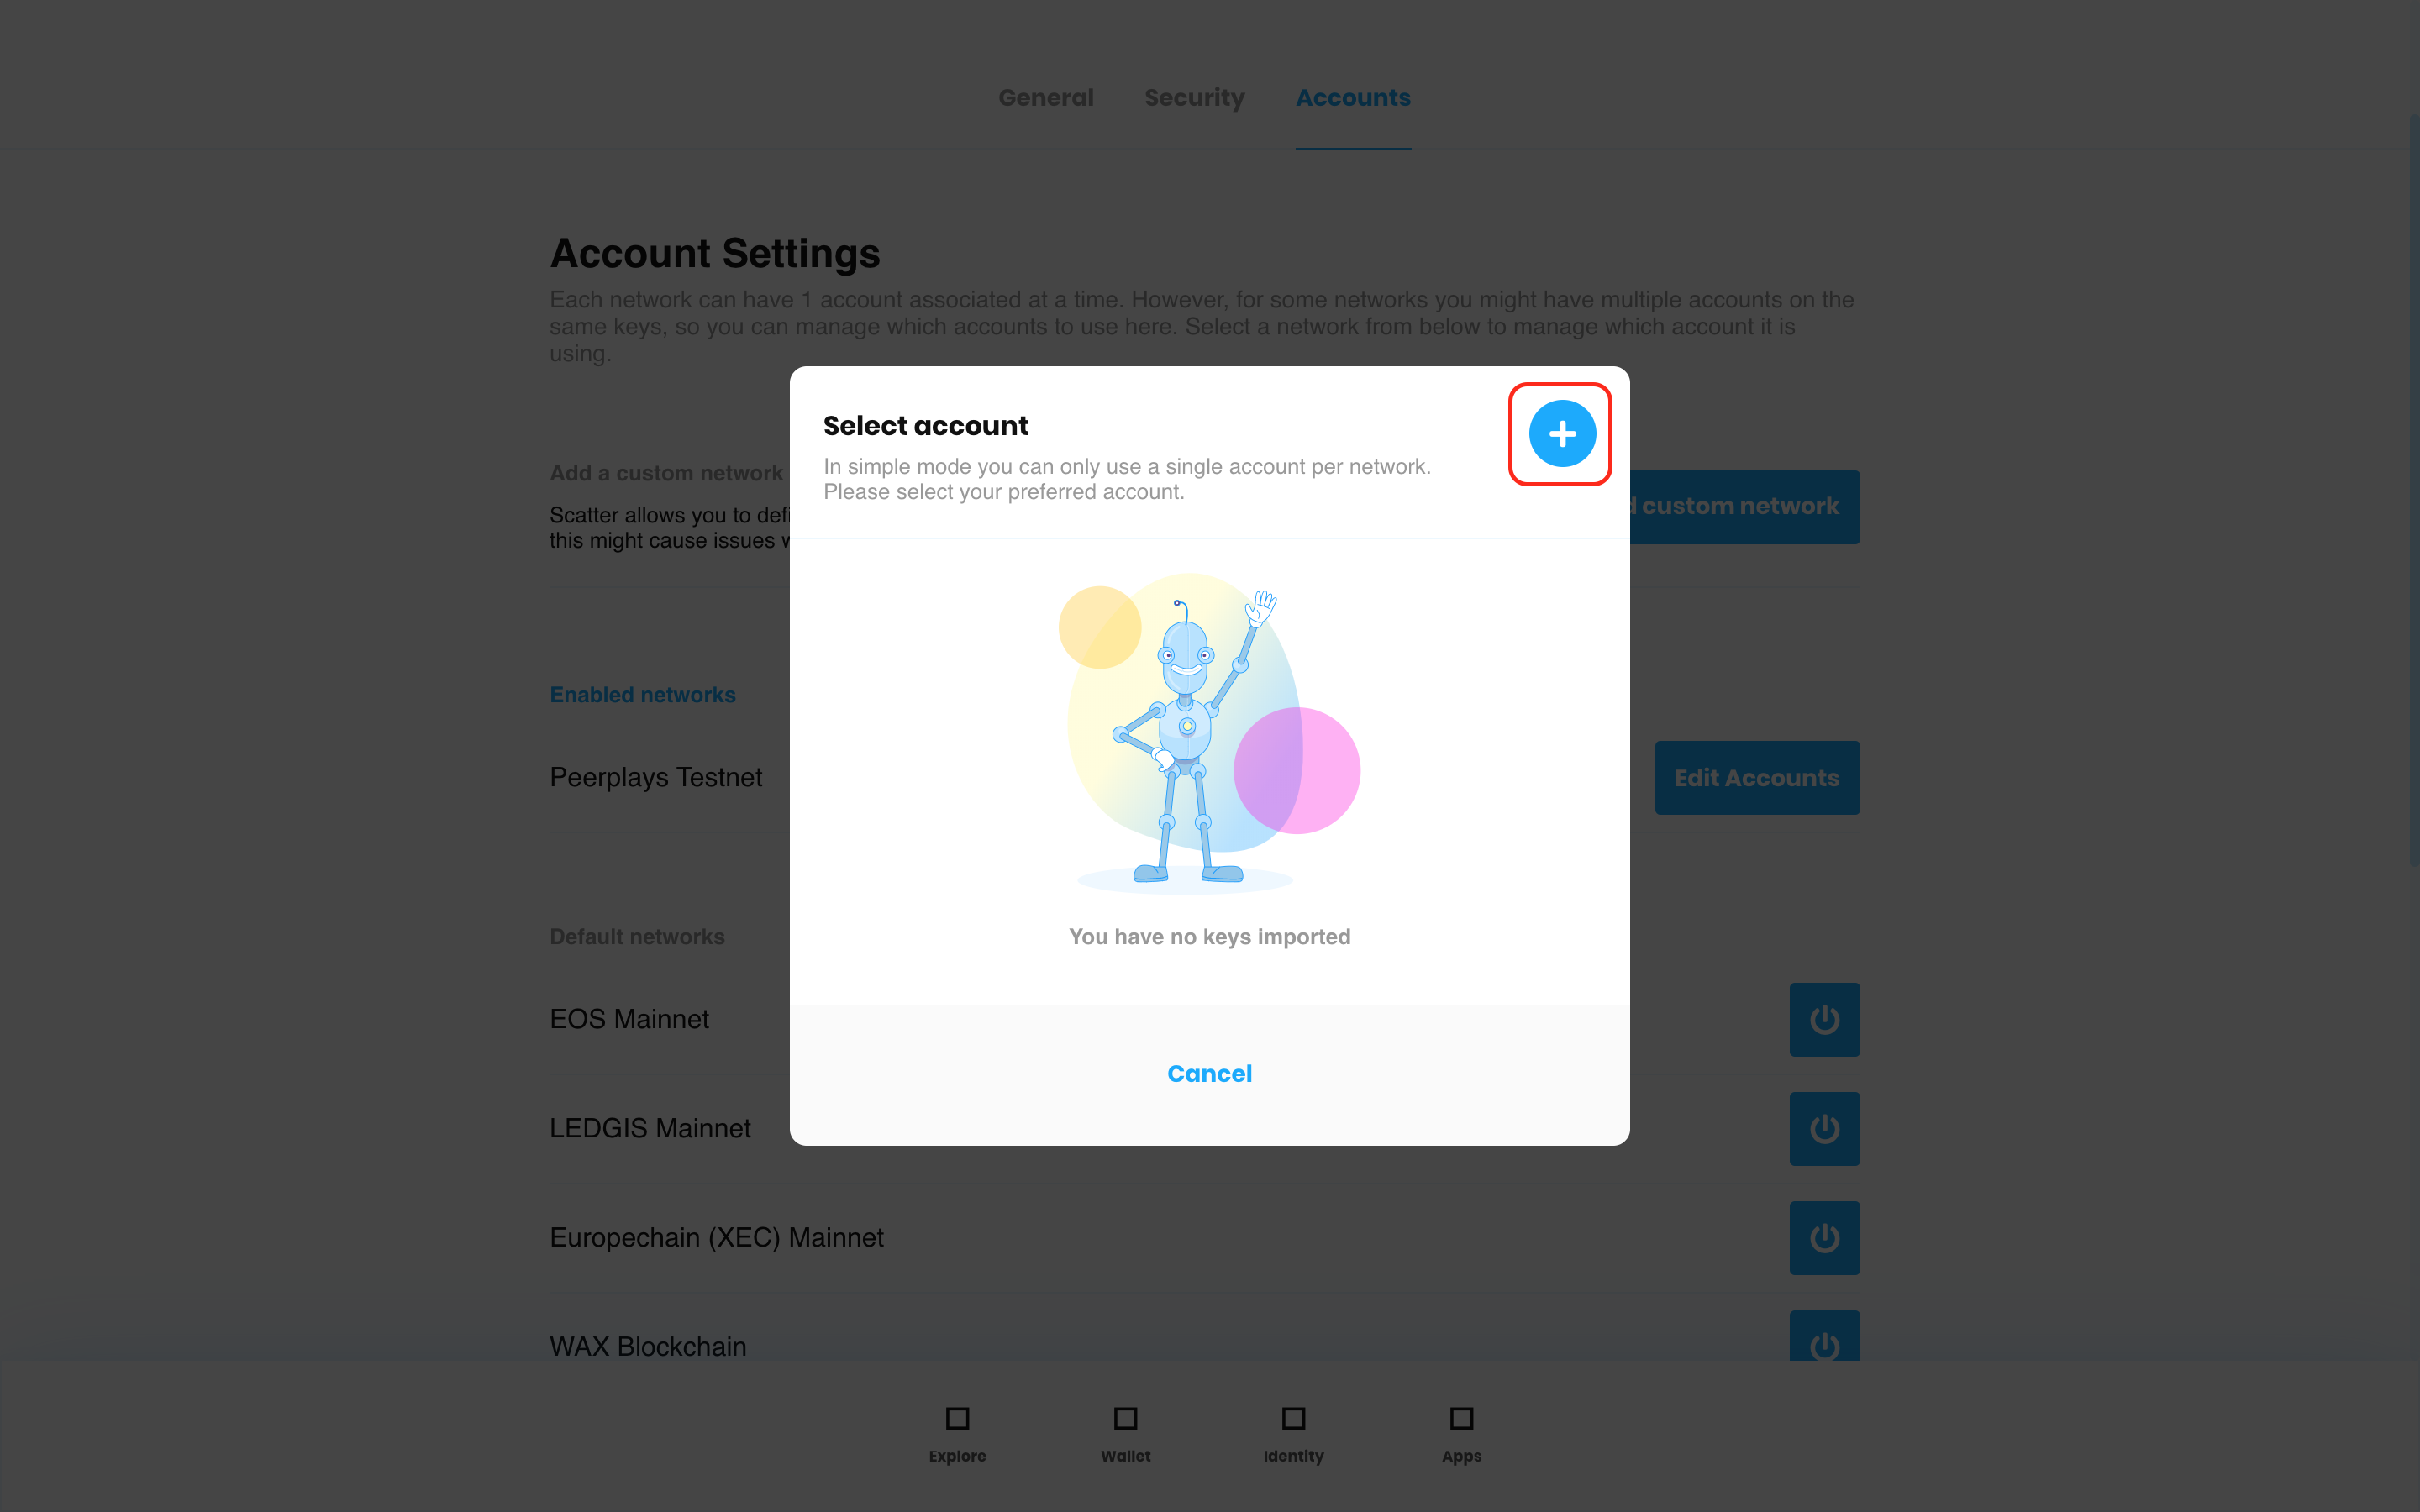 General
Security
Accounts
Account Settings
Each network can have 1 account associated at a time. However, for some networks you might have multiple accounts on the
same keys, so you can manage which accounts to use here. Select a network from below to manage which account it is
using.
Select account
In simple mode you can only use a single account per network.
Please select your preferred account.
Add a custom network
Scatter allows you to
this might cause issues
custom network
Enabled networks
Peerplays Testnet
Edit Accounts
You have no keys imported
Default networks
EOS Mainnet
Cancel
LEDGIS Mainnet
Europechain (XEC) Mainnet
WAX Blockchain
Explore
Wallet
Identity
Apps